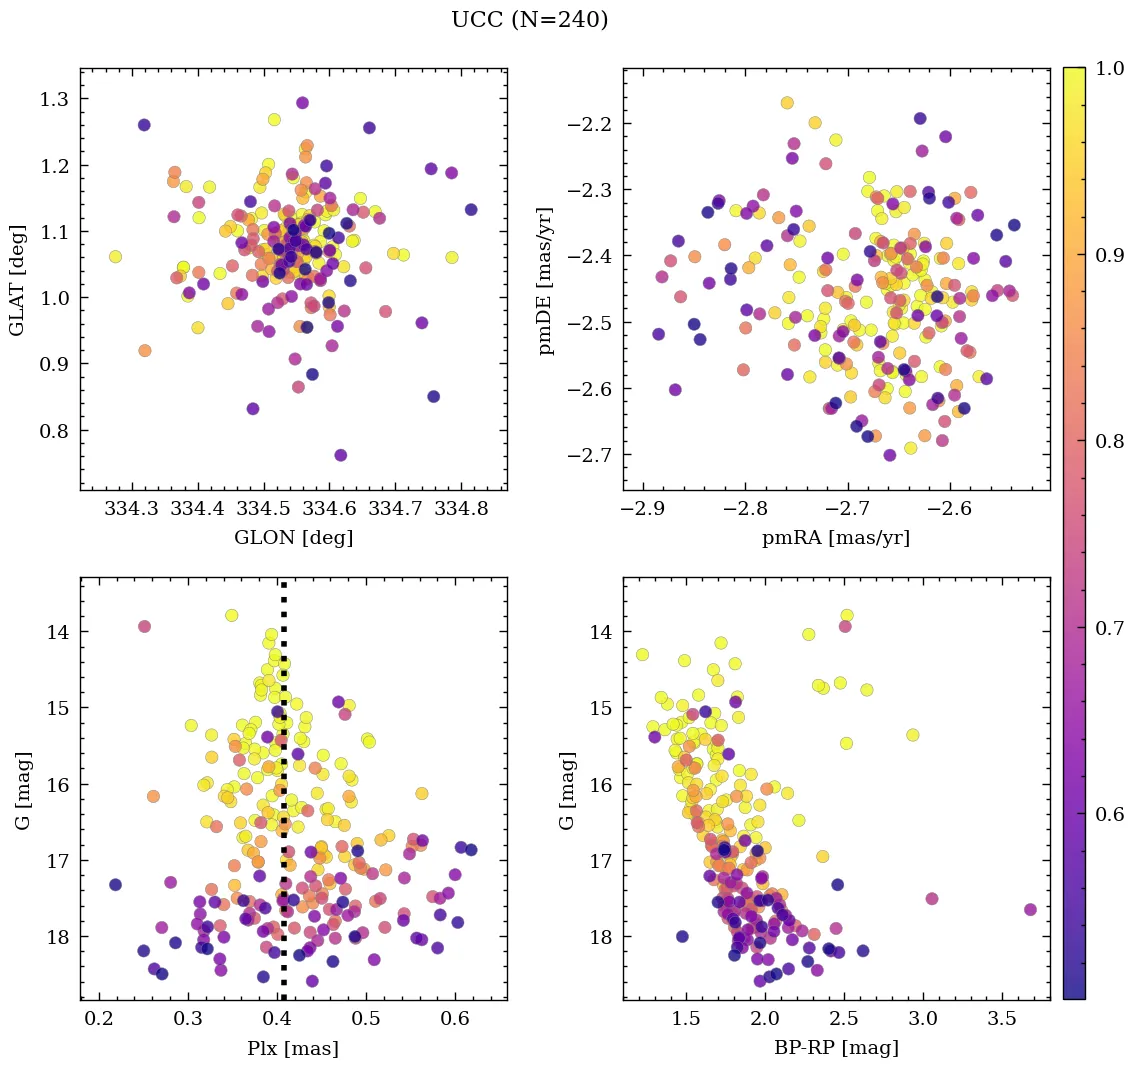 UCC (N=240)
1.3
1.2
1.1
1.0
0.9
0.8
GLAT [deg]
334.3 334.4 334.5 334.6 334.7 334.8
GLON [deg]
−2.2
−2.3
−2.4
−2.5
−2.6
−2.7
pmDE [mas/yr]
−2.9 −2.8 −2.7 −2.6
pmRA [mas/yr]
1.0
0.9
0.8
0.7
0.6
14
15
16
17
18
G [mag]
0.2 0.3 0.4 0.5 0.6
Plx [mas]
14
15
16
17
18
G [mag]
1.5 2.0 2.5 3.0 3.5
BP-RP [mag]